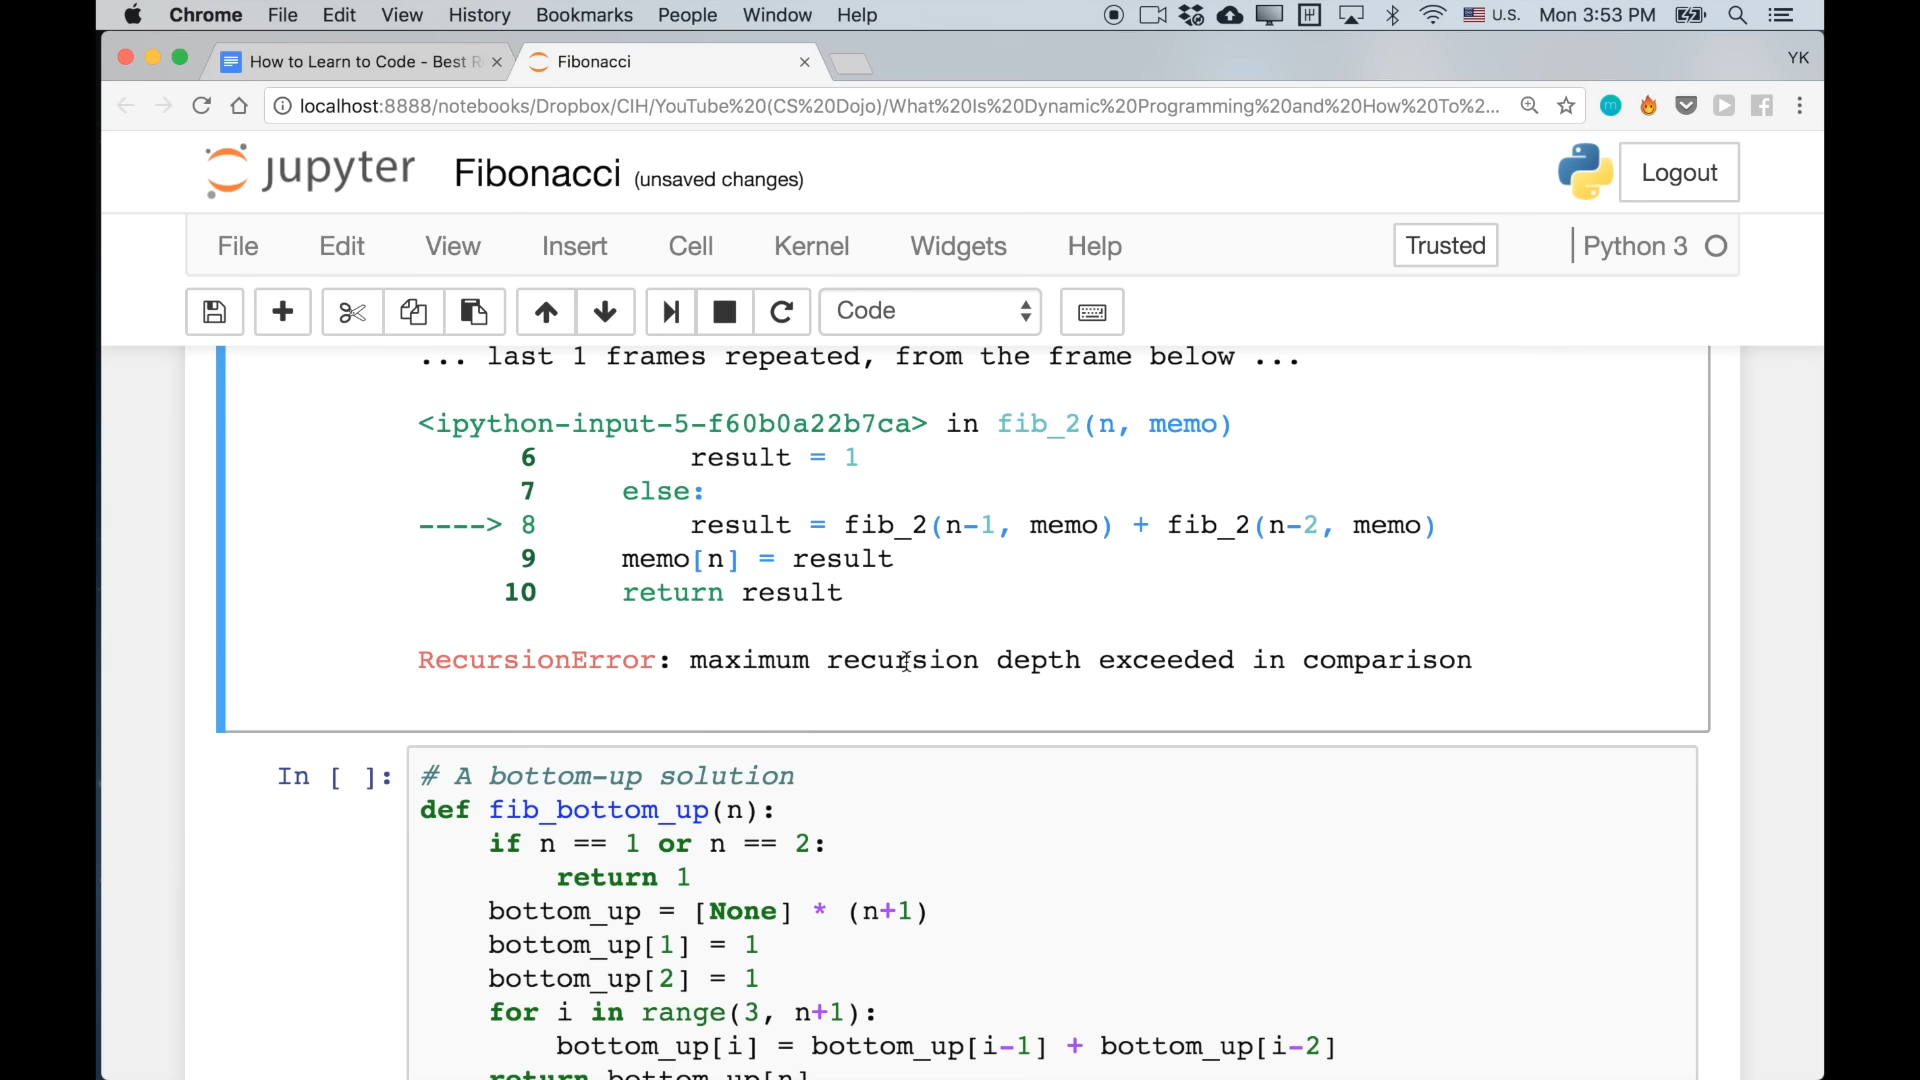 Chrome File Edit View History Bookmarks People Window Help U.S. Mon 3:53 PM
How to Learn to Code - Best R Fibonacci YK
localhost:8888/notebooks/Dropbox/CIH/YouTube%20(CS%20Dojo)/What%20Is%20Dynamic%20Programming%20and%20How%20To%2...
jupyter Fibonacci (unsaved changes) Logout
File Edit View Insert Cell Kernel Widgets Help Trusted Python 3
Code
... last 1 frames repeated, from the frame below ...
<ipython-input-5-f60b0a22b7ca> in fib_2(n, memo)
6         result = 1
7     else:
----> 8         result = fib_2(n-1, memo) + fib_2(n-2, memo)
9     memo[n] = result
10     return result
RecursionError: maximum recursion depth exceeded in comparison
In [ ]: # A bottom-up solution
def fib_bottom_up(n):
    if n == 1 or n == 2:
        return 1
    bottom_up = [None] * (n+1)
    bottom_up[1] = 1
    bottom_up[2] = 1
    for i in range(3, n+1):
        bottom_up[i] = bottom_up[i-1] + bottom_up[i-2]
    return bottom_up[n]